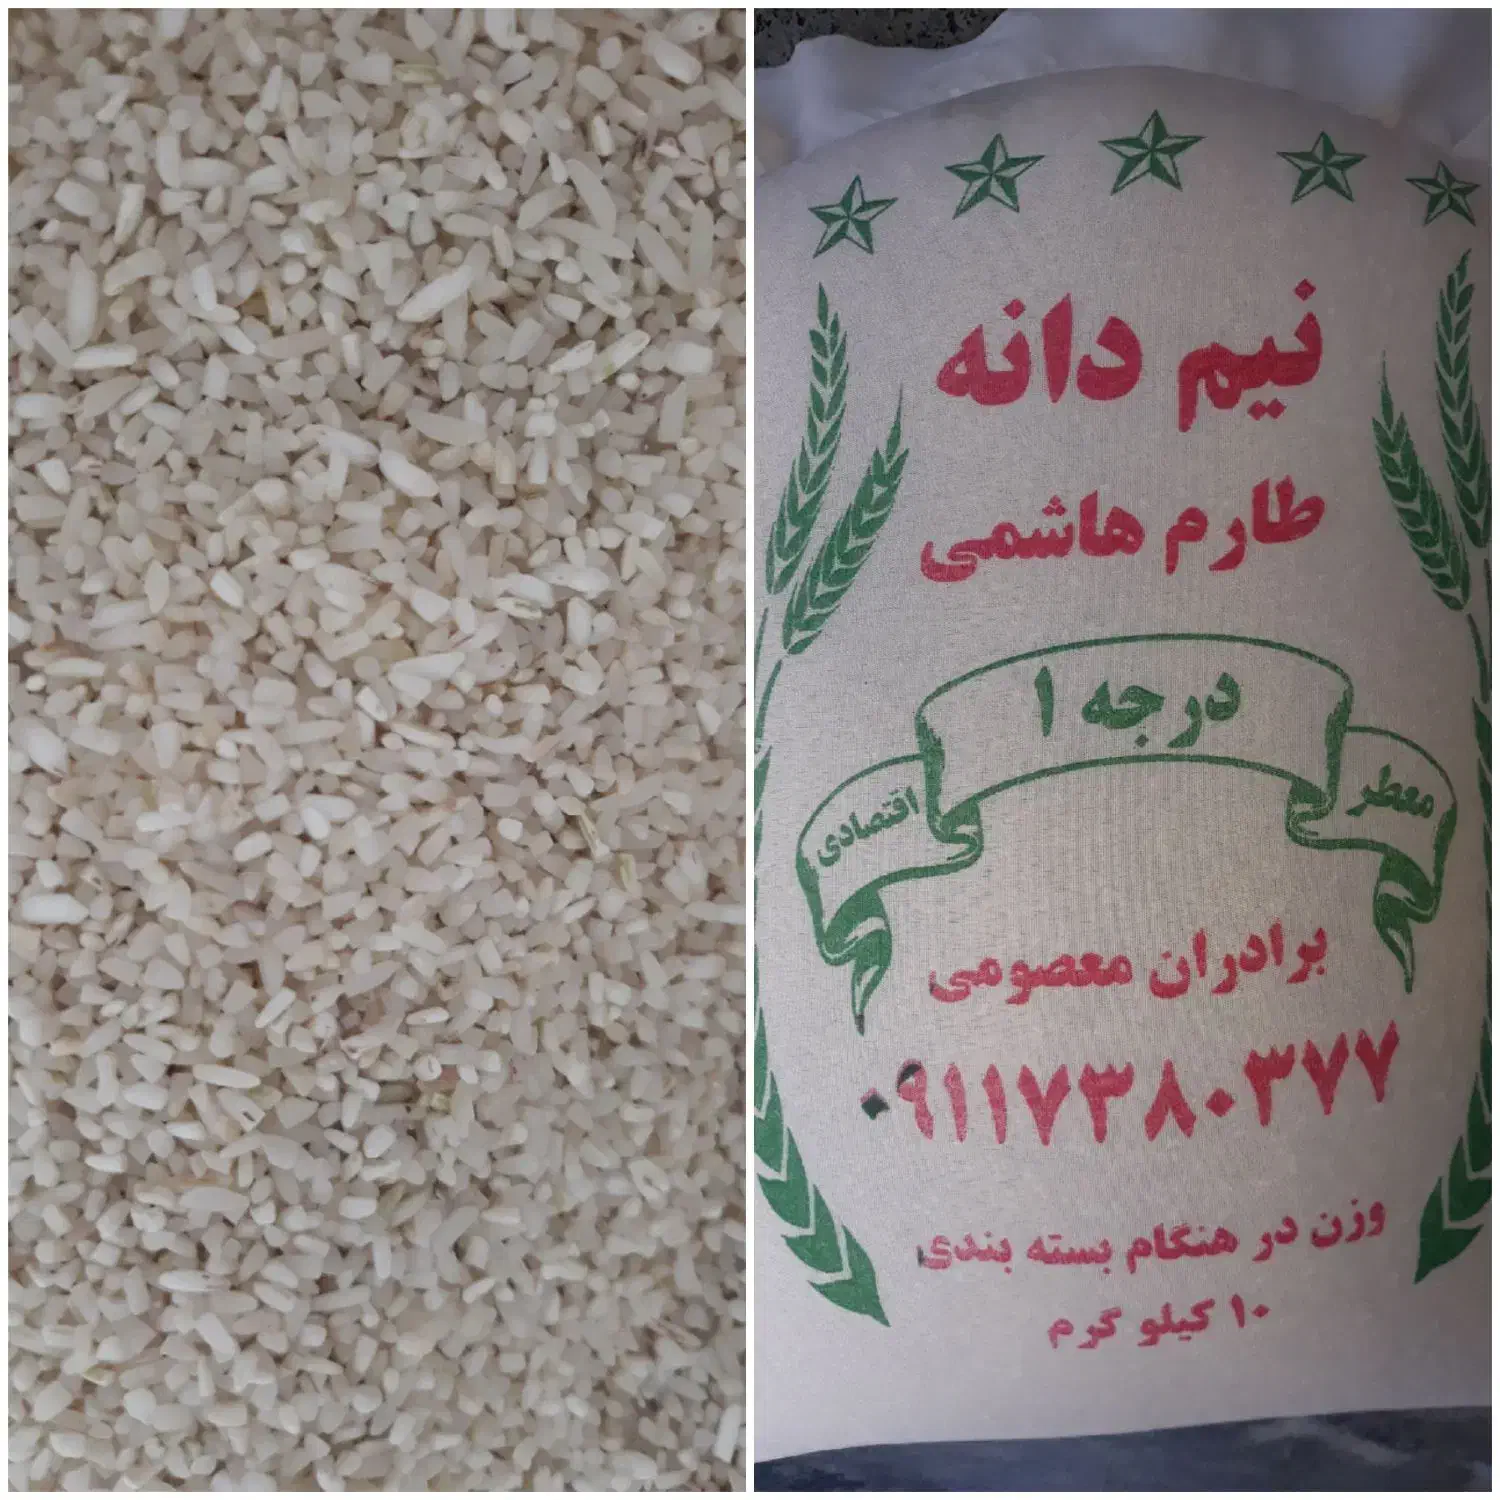 نیم دانه
طارم هاشمی
درجه ۱
معطر
اقتصادی
برادران معصومی
۰۹۱۱۷۳۸۰۳۷۷
وزن در هنگام بسته بندی
۱۰ کیلو گرم